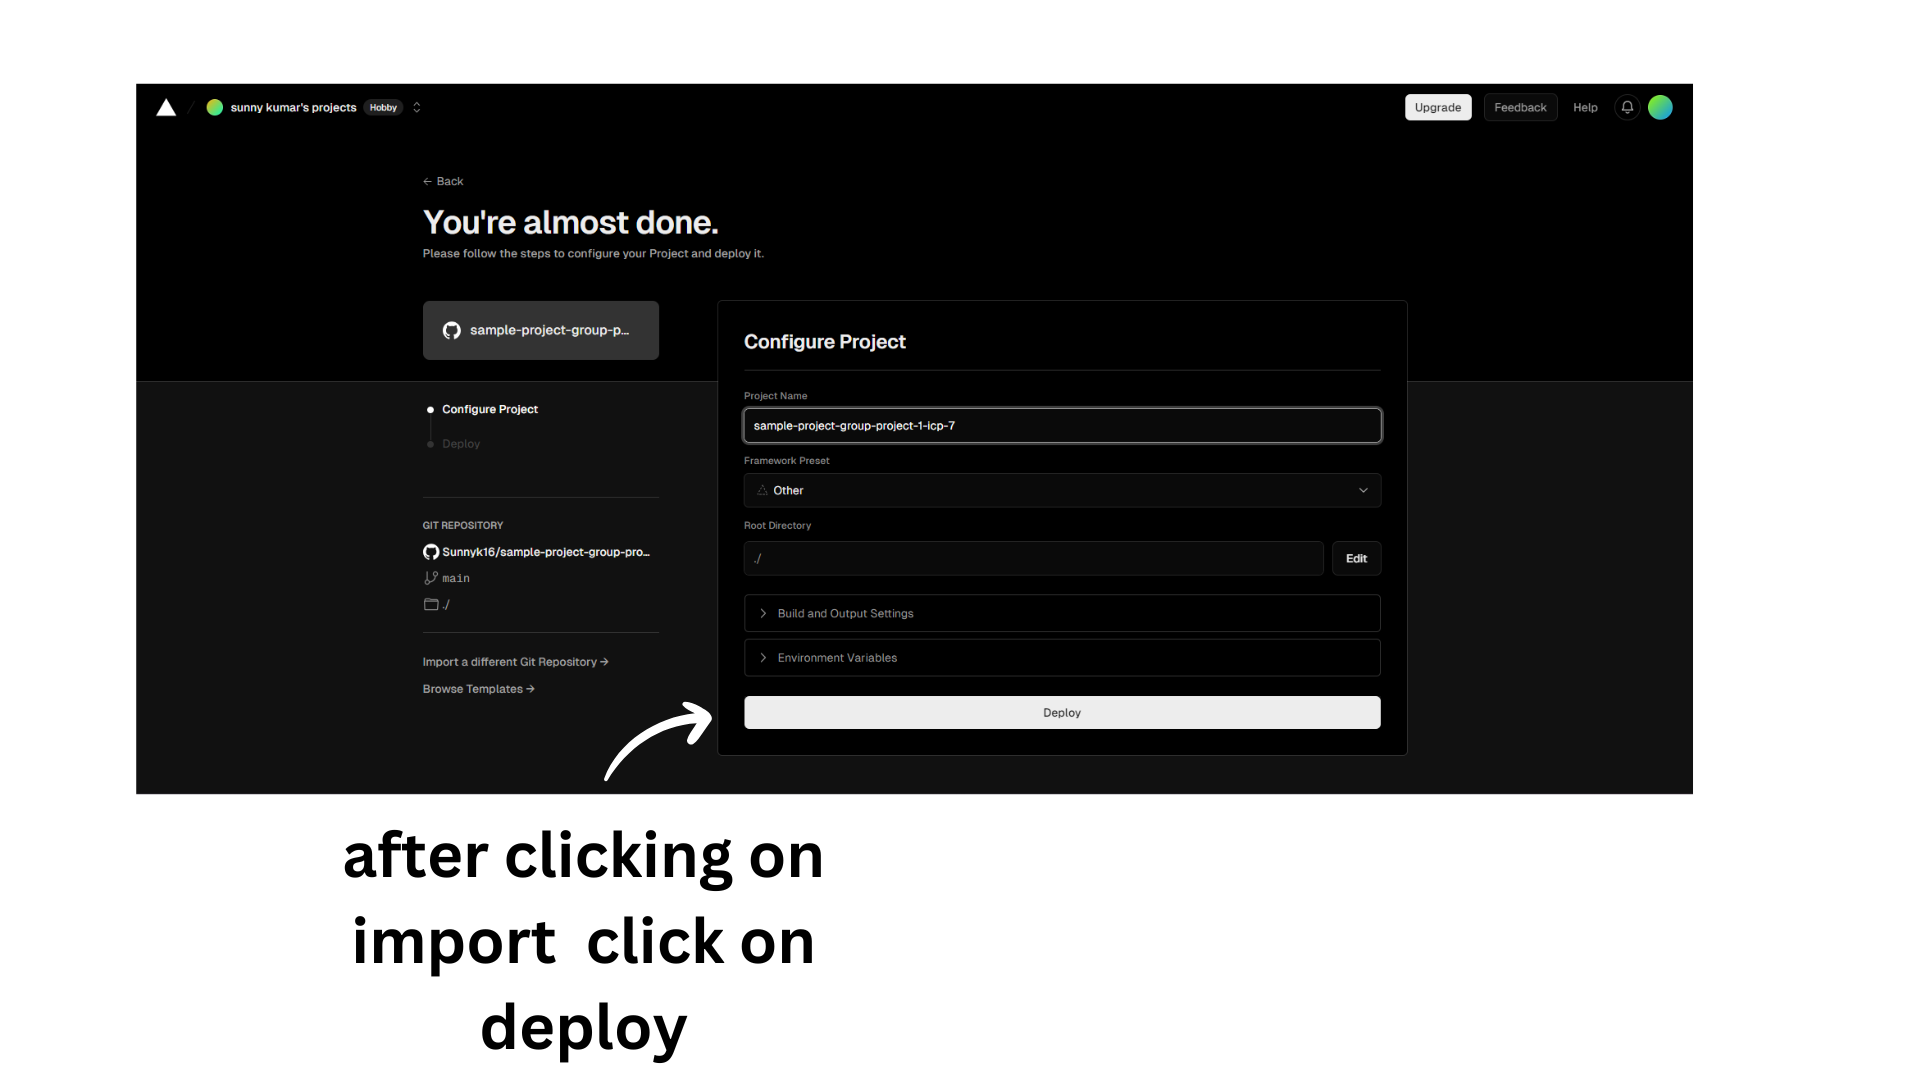 sunny kumar's projects Hobby
Upgrade
Feedback
Help
← Back
You're almost done.
Please follow the steps to configure your Project and deploy it.
sample-project-group-p...
Configure Project
Deploy
GIT REPOSITORY
Sunnyk16/sample-project-group-pro...
main
./
Import a different Git Repository →
Browse Templates →
Configure Project
Project Name
sample-project-group-project-1-icp-7
Framework Preset
Other
Root Directory
./
Edit
Build and Output Settings
Environment Variables
Deploy
after clicking on
import click on
deploy